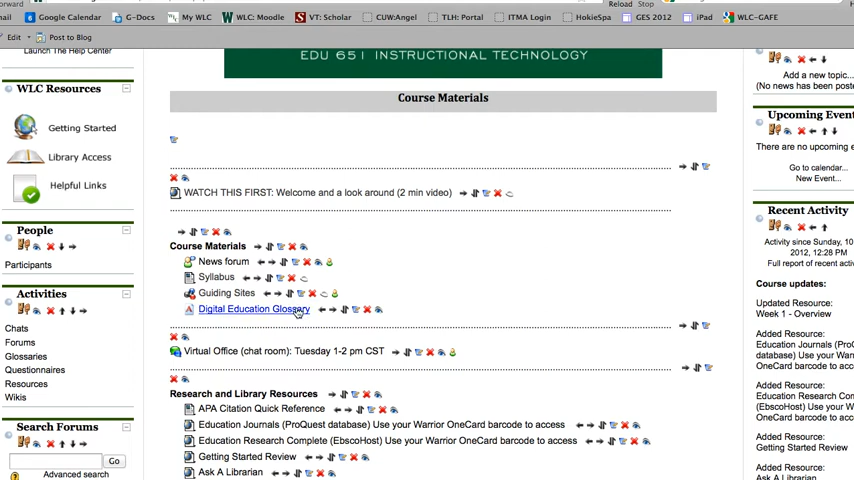 Reload Stop
mail Google Calendar G-Docs My WLC WLC: Moodle VT: Scholar CUW:Angel TLH: Portal ITMA Login HokieSpa GES 2012 iPad WLC-GAFE
Edit Post to Blog
Launch The Help Center
WLC Resources
Getting Started
Library Access
Helpful Links
People
Participants
Activities
Chats
Forums
Glossaries
Questionnaires
Resources
Wikis
Search Forums
Go
Advanced search
EDU 651 INSTRUCTIONAL TECHNOLOGY
Course Materials
WATCH THIS FIRST: Welcome and a look around (2 min video)
Course Materials
News forum
Syllabus
Guiding Sites
Digital Education Glossary
Virtual Office (chat room): Tuesday 1-2 pm CST
Research and Library Resources
APA Citation Quick Reference
Education Journals (ProQuest database) Use your Warrior OneCard barcode to access
Education Research Complete (EbscoHost) Use your Warrior OneCard barcode to access
Getting Started Review
Ask A Librarian
Add a new topic...
(No news has been poste
Upcoming Event
There are no upcoming e
Go to calendar...
New Event...
Recent Activity
Activity since Sunday, 10
2012, 12:28 PM
Full report of recent activ
Course updates:
Updated Resource:
Week 1 - Overview
Added Resource:
Education Journals (ProQ
database) Use your Warr
OneCard barcode to acce
Added Resource:
Education Research Com
(EbscoHost) Use your Wa
OneCard barcode to acce
Added Resource:
Getting Started Review
Added Resource:
Ask A Librarian